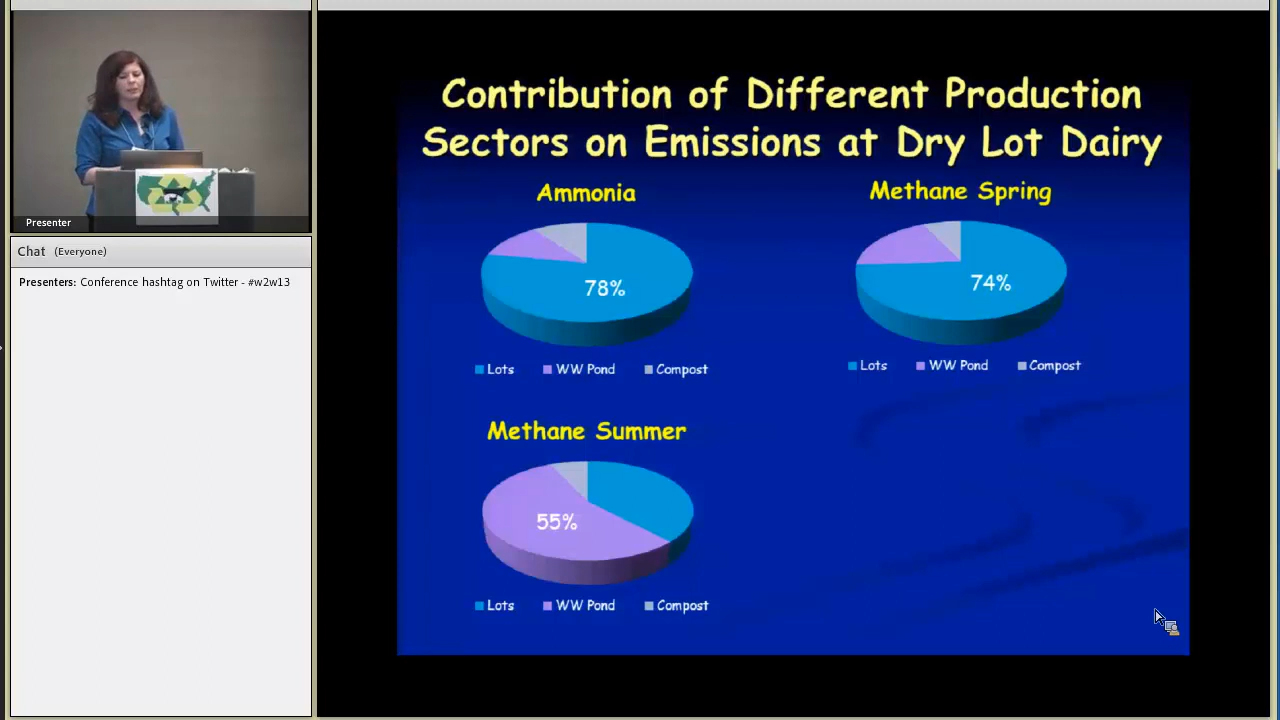 Presenter
Chat (Everyone)
Presenters: Conference hashtag on Twitter - #w2w13
Contribution of Different Production
Sectors on Emissions at Dry Lot Dairy
Ammonia
78%
Lots WW Pond Compost
Methane Spring
74%
Lots WW Pond Compost
Methane Summer
55%
Lots WW Pond Compost